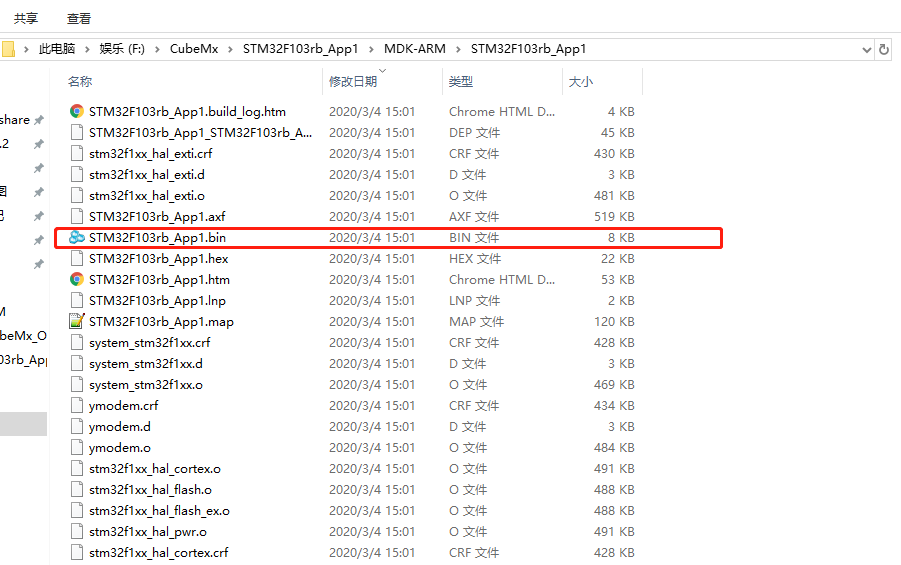 共享 查看
此电脑 › 娱乐 (F:) › CubeMx › STM32F103rb_App1 › MDK-ARM › STM32F103rb_App1
名称 修改日期 类型 大小
STM32F103rb_App1.build_log.htm 2020/3/4 15:01 Chrome HTML D... 4 KB
share
STM32F103rb_App1_STM32F103rb_A... 2020/3/4 15:01 DEP 文件 45 KB
.2
stm32f1xx_hal_exti.crf 2020/3/4 15:01 CRF 文件 430 KB
stm32f1xx_hal_exti.d 2020/3/4 15:01 D 文件 3 KB
图
stm32f1xx_hal_exti.o 2020/3/4 15:01 O 文件 481 KB
STM32F103rb_App1.axf 2020/3/4 15:01 AXF 文件 519 KB
STM32F103rb_App1.bin 2020/3/4 15:01 BIN 文件 8 KB
STM32F103rb_App1.hex 2020/3/4 15:01 HEX 文件 22 KB
STM32F103rb_App1.htm 2020/3/4 15:01 Chrome HTML D... 53 KB
STM32F103rb_App1.lnp 2020/3/4 15:01 LNP 文件 2 KB
STM32F103rb_App1.map 2020/3/4 15:01 MAP 文件 120 KB
beMx_O
system_stm32f1xx.crf 2020/3/4 15:01 CRF 文件 428 KB
03rb_App
system_stm32f1xx.d 2020/3/4 15:01 D 文件 3 KB
system_stm32f1xx.o 2020/3/4 15:01 O 文件 469 KB
ymodem.crf 2020/3/4 15:01 CRF 文件 434 KB
ymodem.d 2020/3/4 15:01 D 文件 3 KB
ymodem.o 2020/3/4 15:01 O 文件 484 KB
stm32f1xx_hal_cortex.o 2020/3/4 15:01 O 文件 491 KB
stm32f1xx_hal_flash.o 2020/3/4 15:01 O 文件 488 KB
stm32f1xx_hal_flash_ex.o 2020/3/4 15:01 O 文件 488 KB
stm32f1xx_hal_pwr.o 2020/3/4 15:01 O 文件 491 KB
stm32f1xx_hal_cortex.crf 2020/3/4 15:01 CRF 文件 428 KB